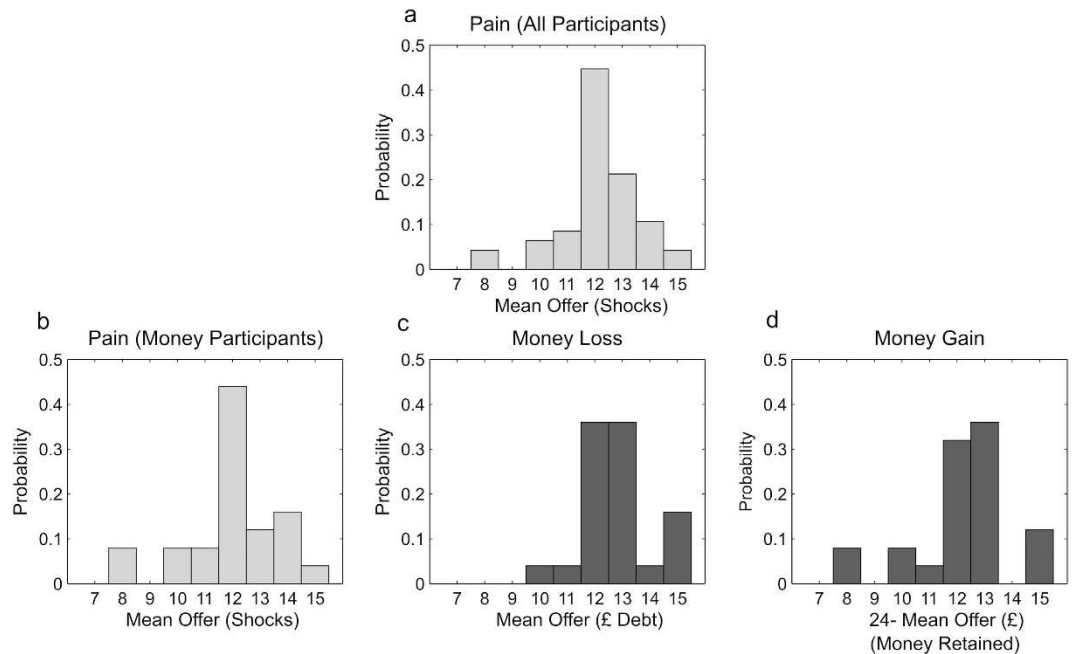 a
Pain (All Participants)
0.5
0.4
0.3
0.2
0.1
0
Probability
7 8 9 10 11 12 13 14 15
Mean Offer (Shocks)
b
Pain (Money Participants)
0.5
0.4
0.3
0.2
0.1
0
Probability
7 8 9 10 11 12 13 14 15
Mean Offer (Shocks)
c
Money Loss
0.5
0.4
0.3
0.2
0.1
0
Probability
7 8 9 10 11 12 13 14 15
Mean Offer (£ Debt)
d
Money Gain
0.5
0.4
0.3
0.2
0.1
0
Probability
7 8 9 10 11 12 13 14 15
24- Mean Offer (£)
(Money Retained)